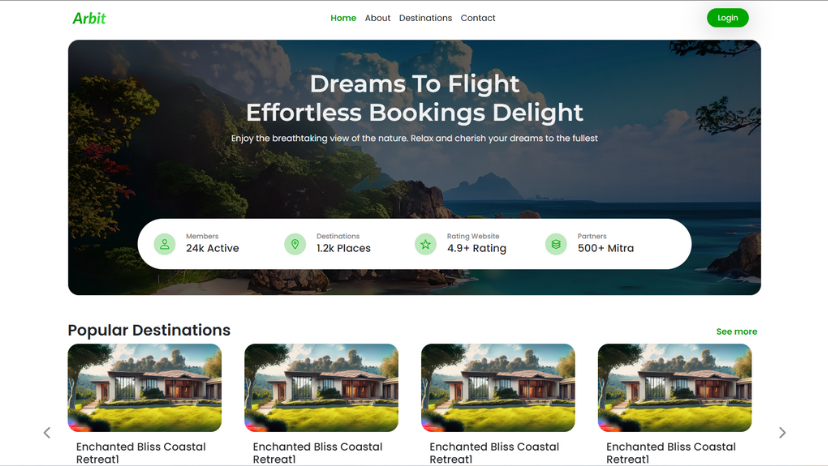 Arbit
Home About Destinations Contact
Login
Dreams To Flight
Effortless Bookings Delight
Enjoy the breathtaking view of the nature. Relax and cherish your dreams to the fullest
Members
24k Active
Destinations
1.2k Places
Rating Website
4.9+ Rating
Partners
500+ Mitra
Popular Destinations
See more
Enchanted Bliss Coastal
Retreat1
Enchanted Bliss Coastal
Retreat1
Enchanted Bliss Coastal
Retreat1
Enchanted Bliss Coastal
Retreat1